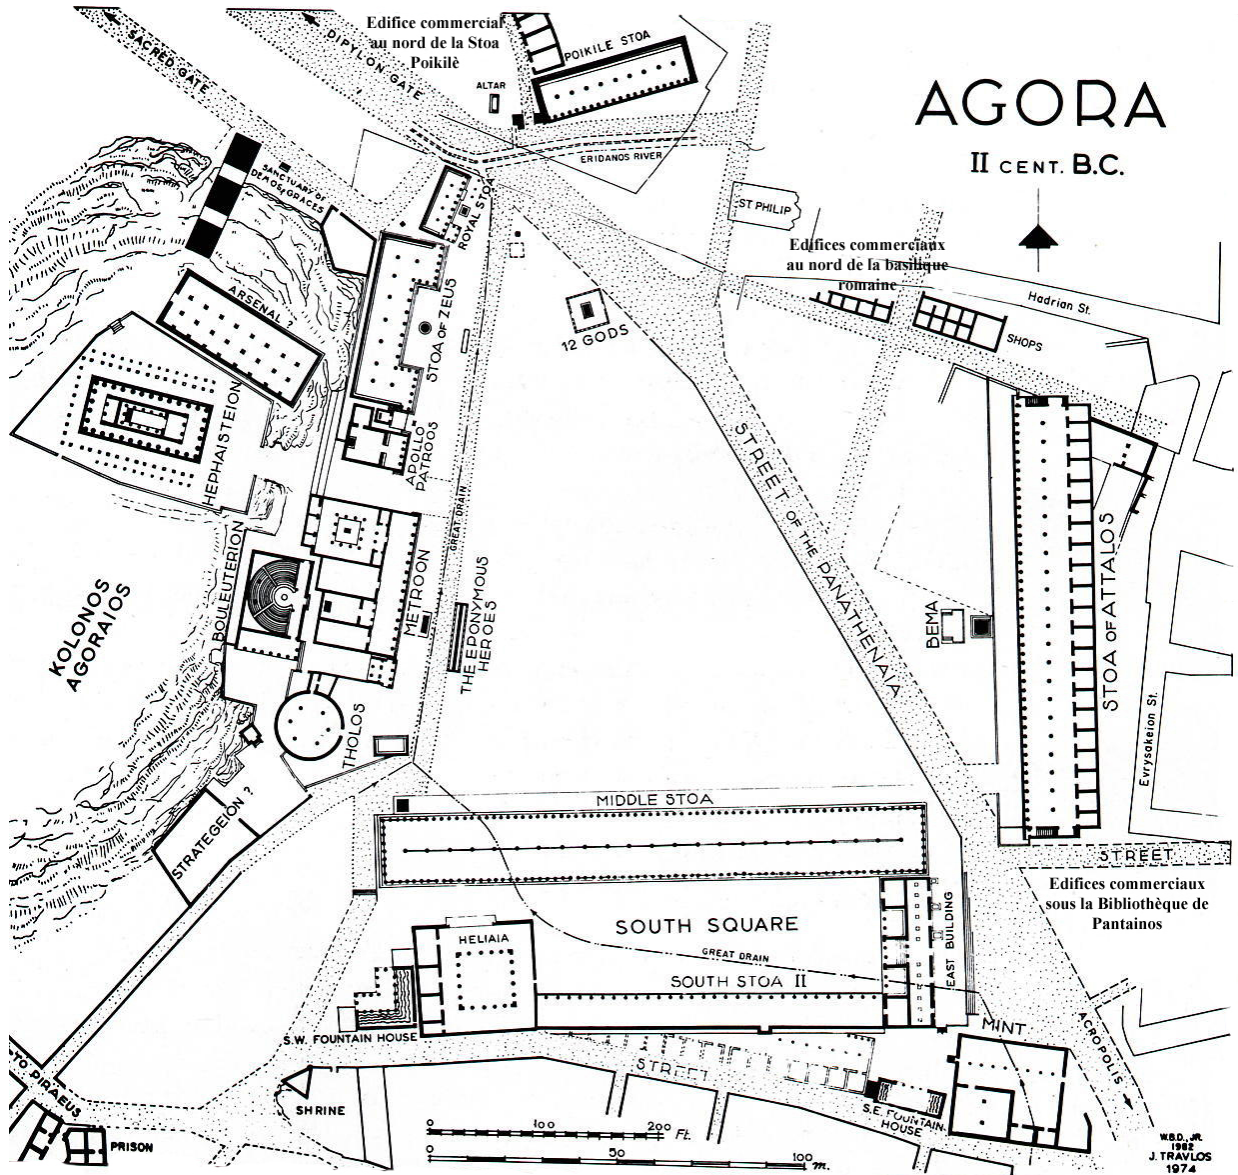 SACRED GATE
DIPYLON GATE
Edifice commercial
au nord de la Stoa
Poikilè
POIKILE STOA
ALTAR
ERIDANOS RIVER
AGORA
II CENT. B.C.
SANCTUARY OF
DEMOS, GRACES
ROYAL STOA
ST PHILIP
Edifices commerciaux
au nord de la basilique
romaine
Hadrian St.
SHOPS
ARSENAL ?
STOA OF ZEUS
12 GODS
HEPHAISTEION
APOLLO
PATROOS
STREET OF THE PANATHENAIA
GREAT DRAIN
BOULEUTERION
METROON
THE EPONYMOUS
HEROES
KOLONOS
AGORAIOS
BEMA
STOA OF ATTALOS
Evrysakeion St.
THOLOS
STRATEGEION ?
MIDDLE STOA
STREET
Edifices commerciaux
sous la Bibliothèque de
Pantainos
SOUTH SQUARE
HELIAIA
GREAT DRAIN
EAST BUILDING
SOUTH STOA II
S.W. FOUNTAIN HOUSE
MINT
ACROPOLIS
STREET
TO PIRAEUS
SHRINE
S.E. FOUNTAIN
HOUSE
PRISON
0 100 200 Ft.
0 50 100 m.
W.B.D., JR.
1982
J. TRAVLOS
1974